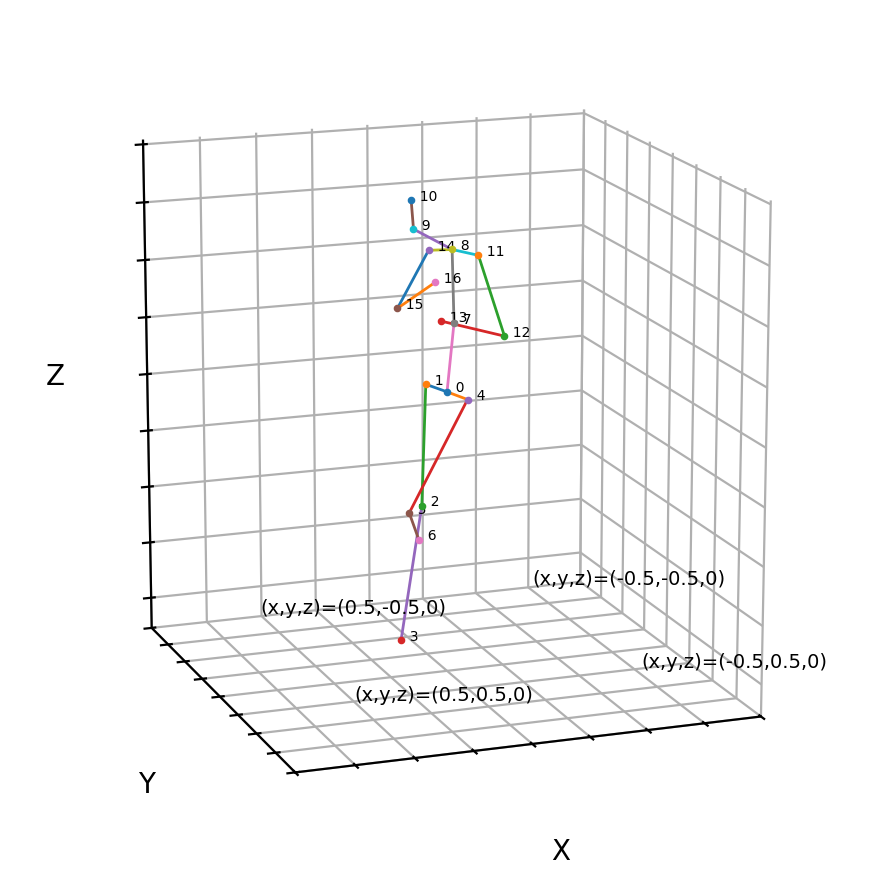 10
9
14
8
11
16
15
13
7
12
1
0
4
2
5
6
3
Z
(x,y,z)=(-0.5,-0.5,0)
(x,y,z)=(0.5,-0.5,0)
(x,y,z)=(-0.5,0.5,0)
(x,y,z)=(0.5,0.5,0)
Y
X